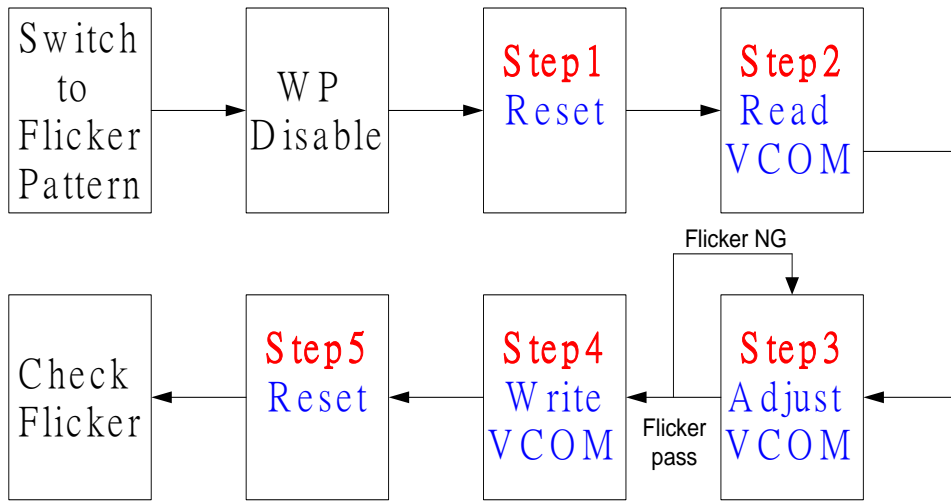 Switch
to
Flicker
Pattern
WP
Disable
Step1
Reset
Step2
Read
VCOM
Flicker NG
Step3
Adjust
VCOM
Flicker
pass
Step4
Write
VCOM
Step5
Reset
Check
Flicker